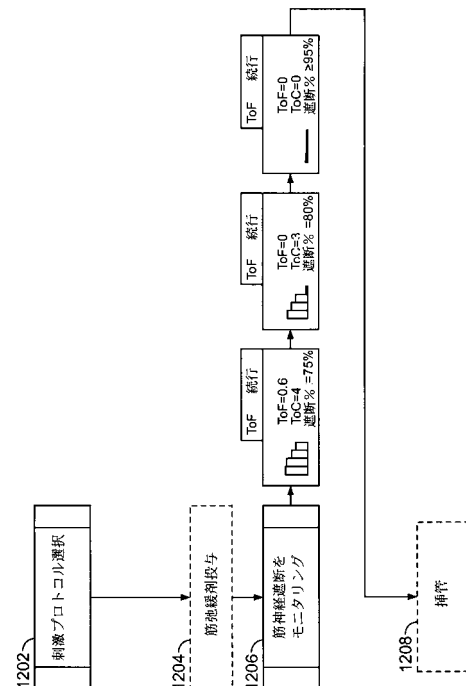 1202
刺激プロトコル選択
1204
筋弛緩剤投与
1206
筋神経遮断を
モニタリング
ToF 続行
ToF=0.6
ToC=4
遮断% =75%
ToF 続行
ToF=0
ToC=3
遮断% =80%
ToF 続行
ToF=0
ToC=0
遮断% ≥95%
1208
挿管